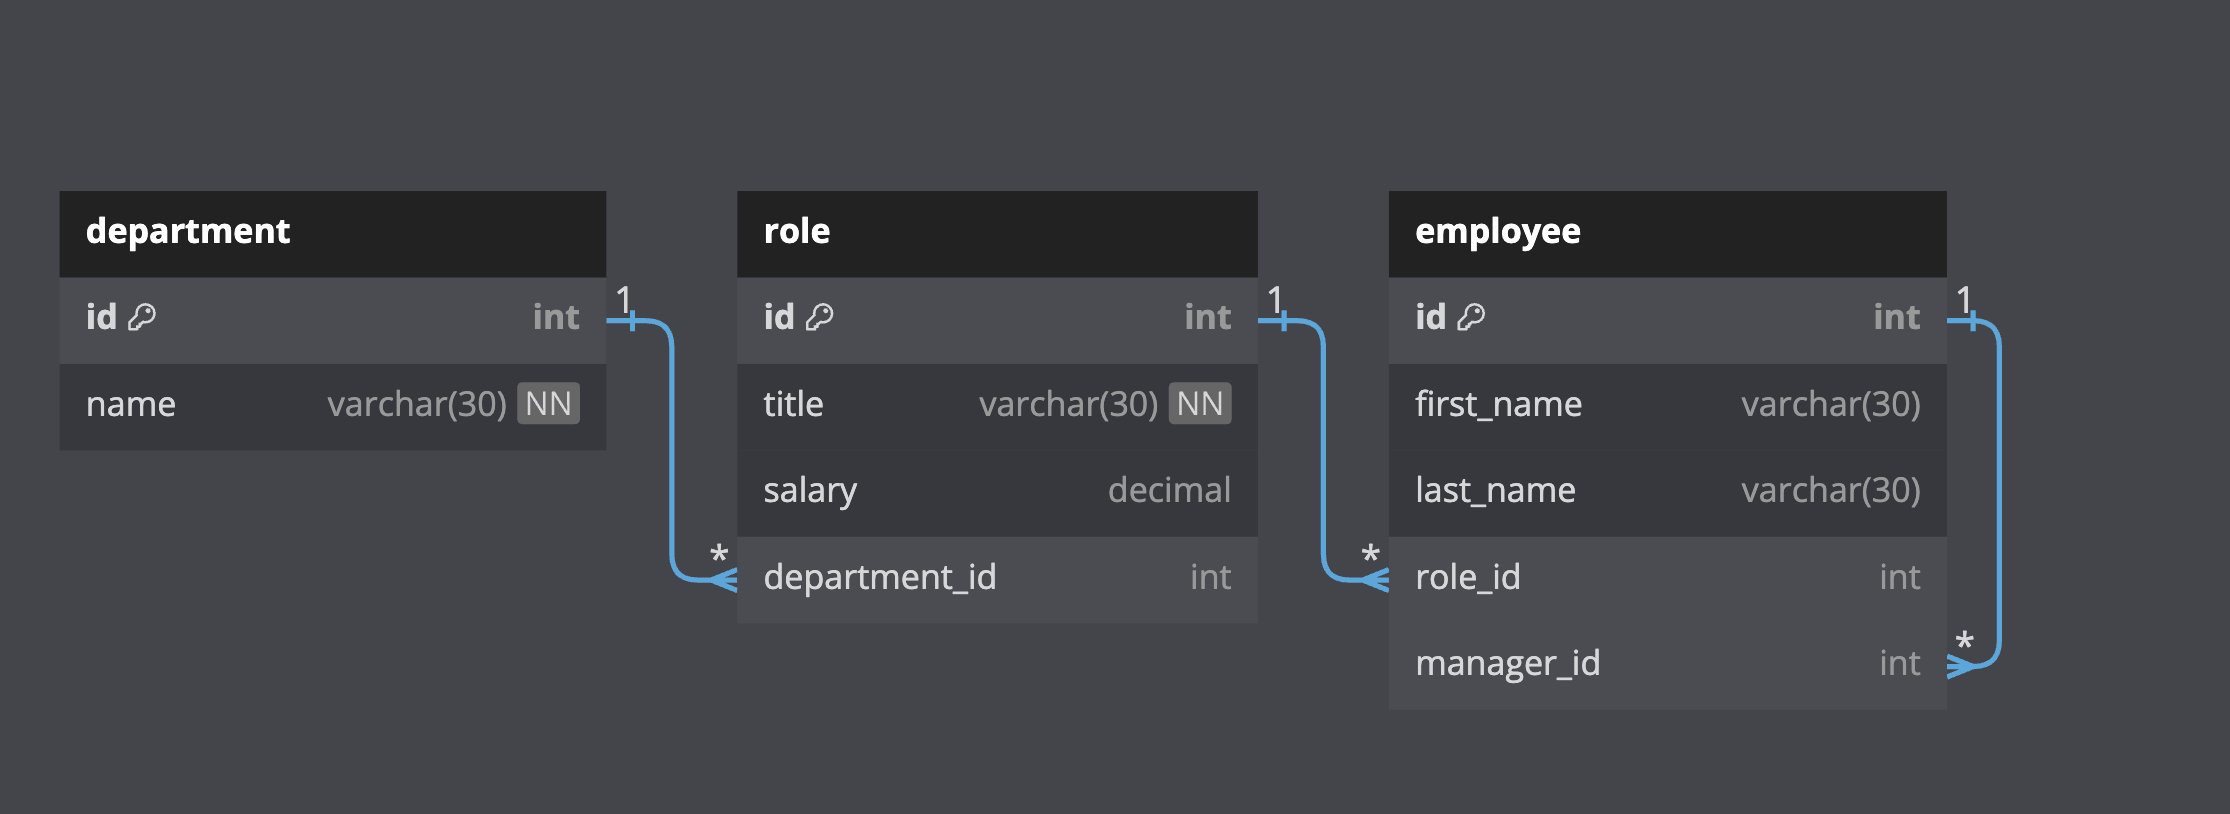 department
id int
name varchar(30) NN
role
id int
title varchar(30) NN
salary decimal
department_id int
employee
id int
first_name varchar(30)
last_name varchar(30)
role_id int
manager_id int
1
*
1
*
1
*